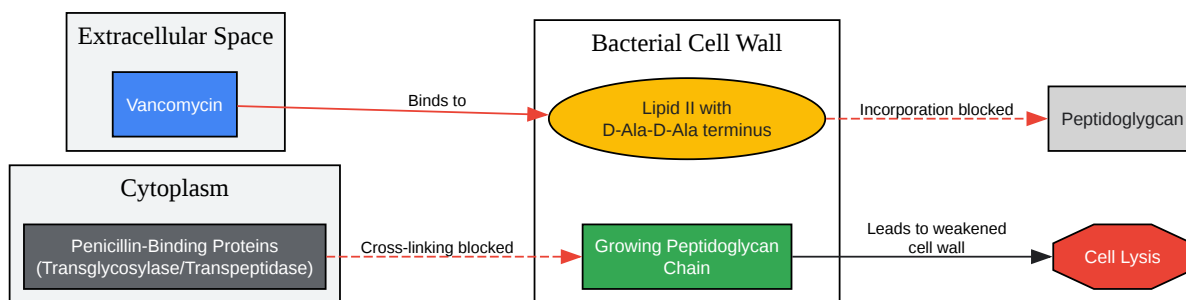 Extracellular Space
Vancomycin
Binds to
Bacterial Cell Wall
Lipid II with
D-Ala-D-Ala terminus
Incorporation blocked
Peptidoglygcan
Cytoplasm
Penicillin-Binding Proteins
(Transglycosylase/Transpeptidase)
Cross-linking blocked
Growing Peptidoglycan
Chain
Leads to weakened
cell wall
Cell Lysis